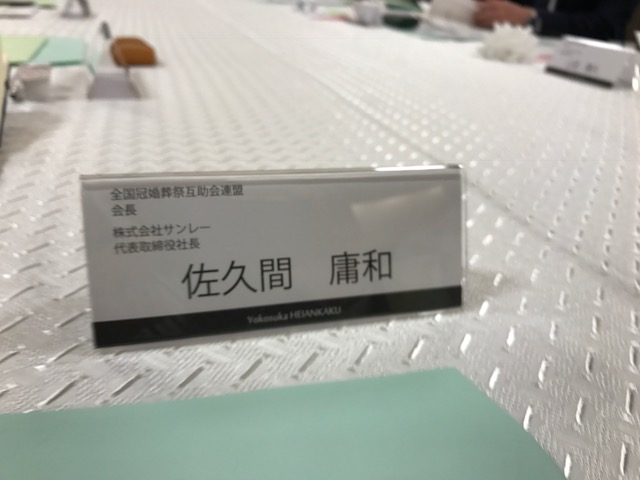 全国冠婚葬祭互助会連盟
会長
株式会社サンレー
代表取締役社長
佐久間 庸和
Yokosuka HEIANKAKU